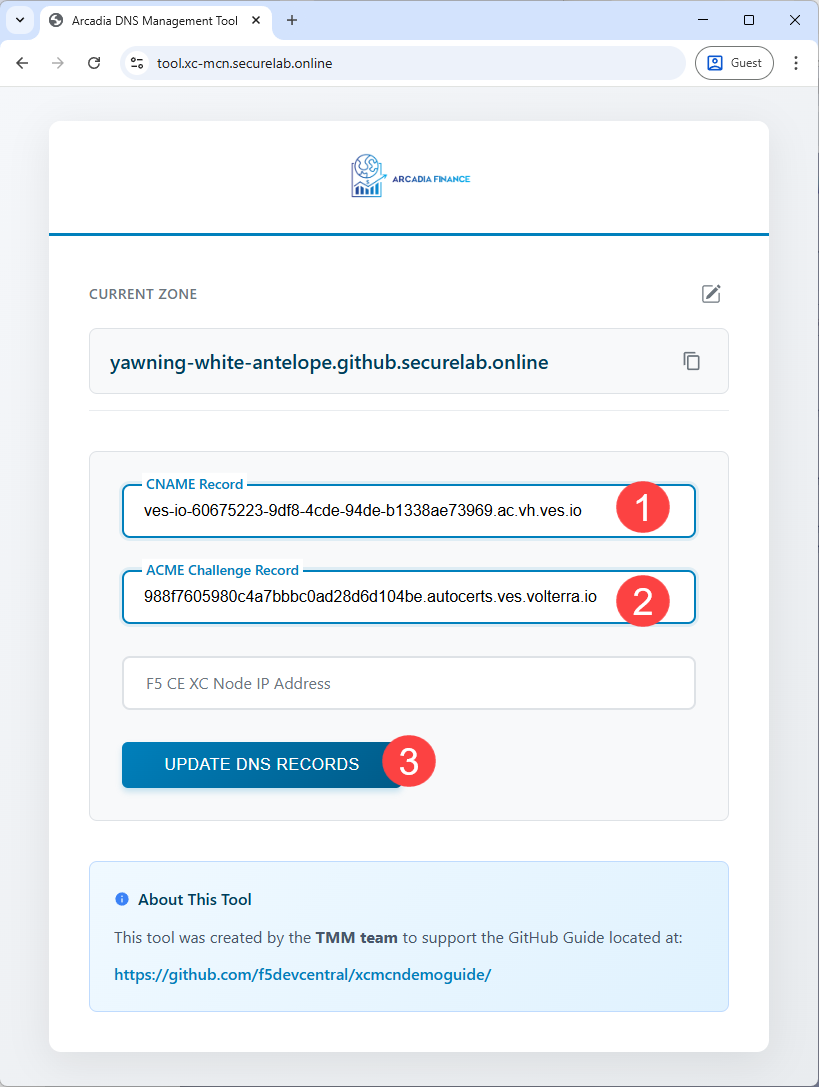 Arcadia DNS Management Tool
tool.xc-mcn.securelab.online
Guest
ARCADIA FINANCE
CURRENT ZONE
yawning-white-antelope.github.securelab.online
CNAME Record
ves-io-60675223-9df8-4cde-94de-b1338ae73969.ac.vh.ves.io
1
ACME Challenge Record
988f7605980c4a7bbbc0ad28d6d104be.autocerts.ves.volterra.io
2
F5 CE XC Node IP Address
UPDATE DNS RECORDS
3
About This Tool
This tool was created by the TMM team to support the GitHub Guide located at:
https://github.com/f5devcentral/xcmcndemoguide/